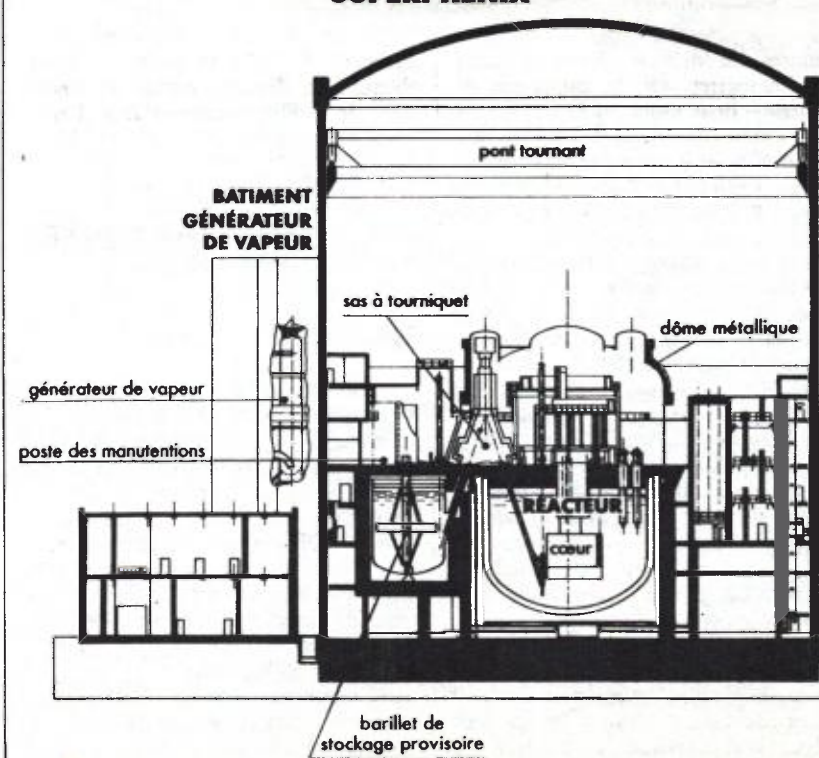 pont tournant
BATIMENT
GÉNÉRATEUR
DE VAPEUR
sas à tourniquet
dôme métallique
générateur de vapeur
poste des manutentions
RÉACTEUR
cœur
barillet de
stockage provisoire